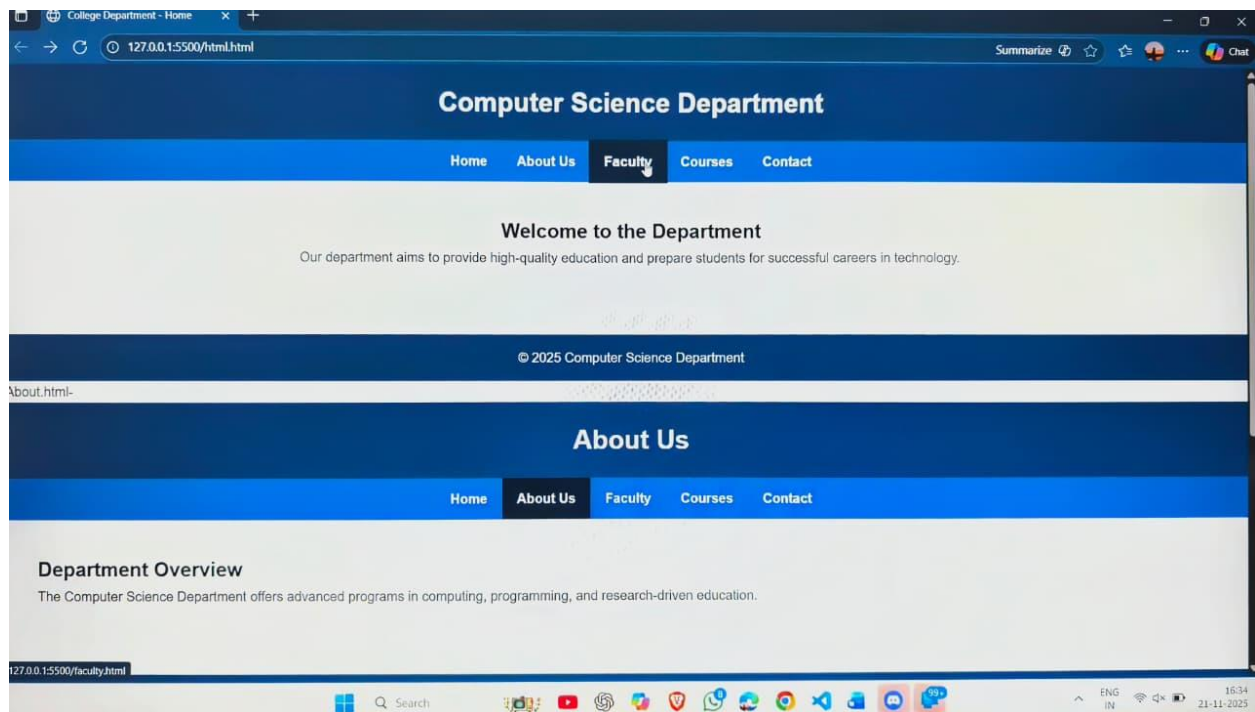 College Department - Home
127.0.0.1:5500/html.html
Summarize
Chat
Computer Science Department
Home About Us Faculty Courses Contact
Welcome to the Department
Our department aims to provide high-quality education and prepare students for successful careers in technology.
© 2025 Computer Science Department
About.html-
About Us
Home About Us Faculty Courses Contact
Department Overview
The Computer Science Department offers advanced programs in computing, programming, and research-driven education.
127.0.0.1:5500/faculty.html
Search
99+
ENG
IN
16:34
21-11-2025